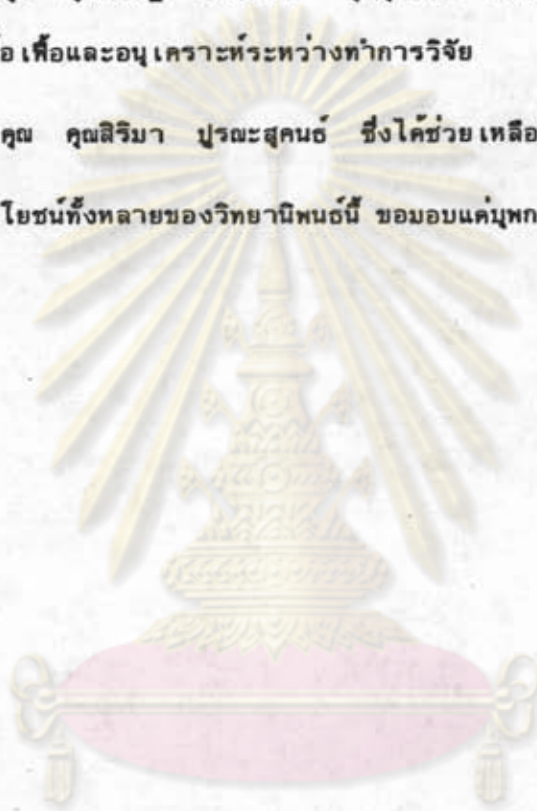 อ เฟื้อและอนุ เคราะห์ระหว่างทำการวิจัย
คุณ คุณสิริมา ปูรณะสุคนธ์ ซึ่งได้ช่วย เหลือ
โยชน์ทั้งหลายของวิทยานิพนธ์นี้ ขอมอบแด่บุพก